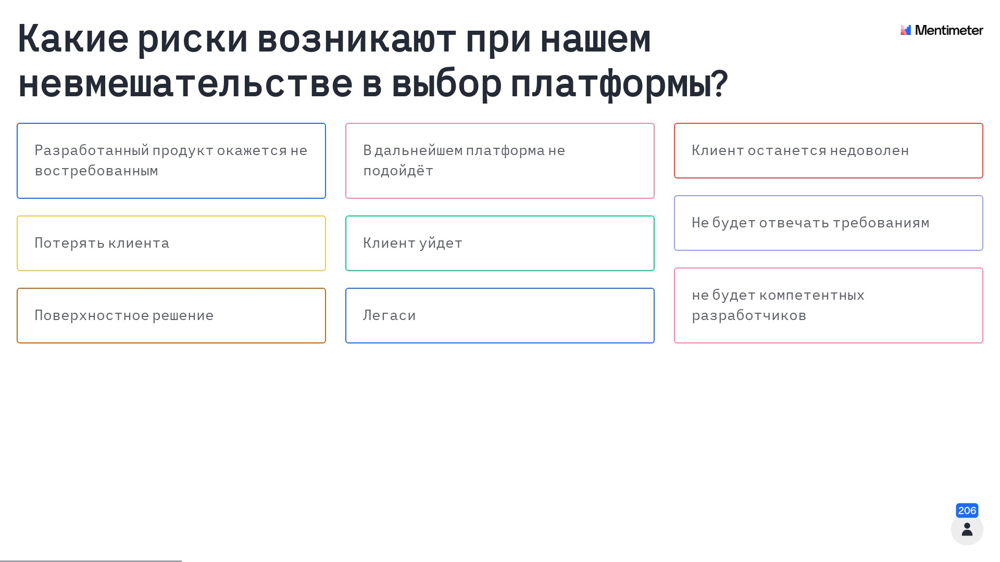 Какие риски возникают при нашем
невмешательстве в выбор платформы?
Mentimeter
Разработанный продукт окажется не
востребованным
В дальнейшем платформа не
подойдёт
Клиент останется недоволен
Потерять клиента
Клиент уйдет
Не будет отвечать требованиям
Поверхностное решение
Легаси
не будет компетентных
разработчиков
206